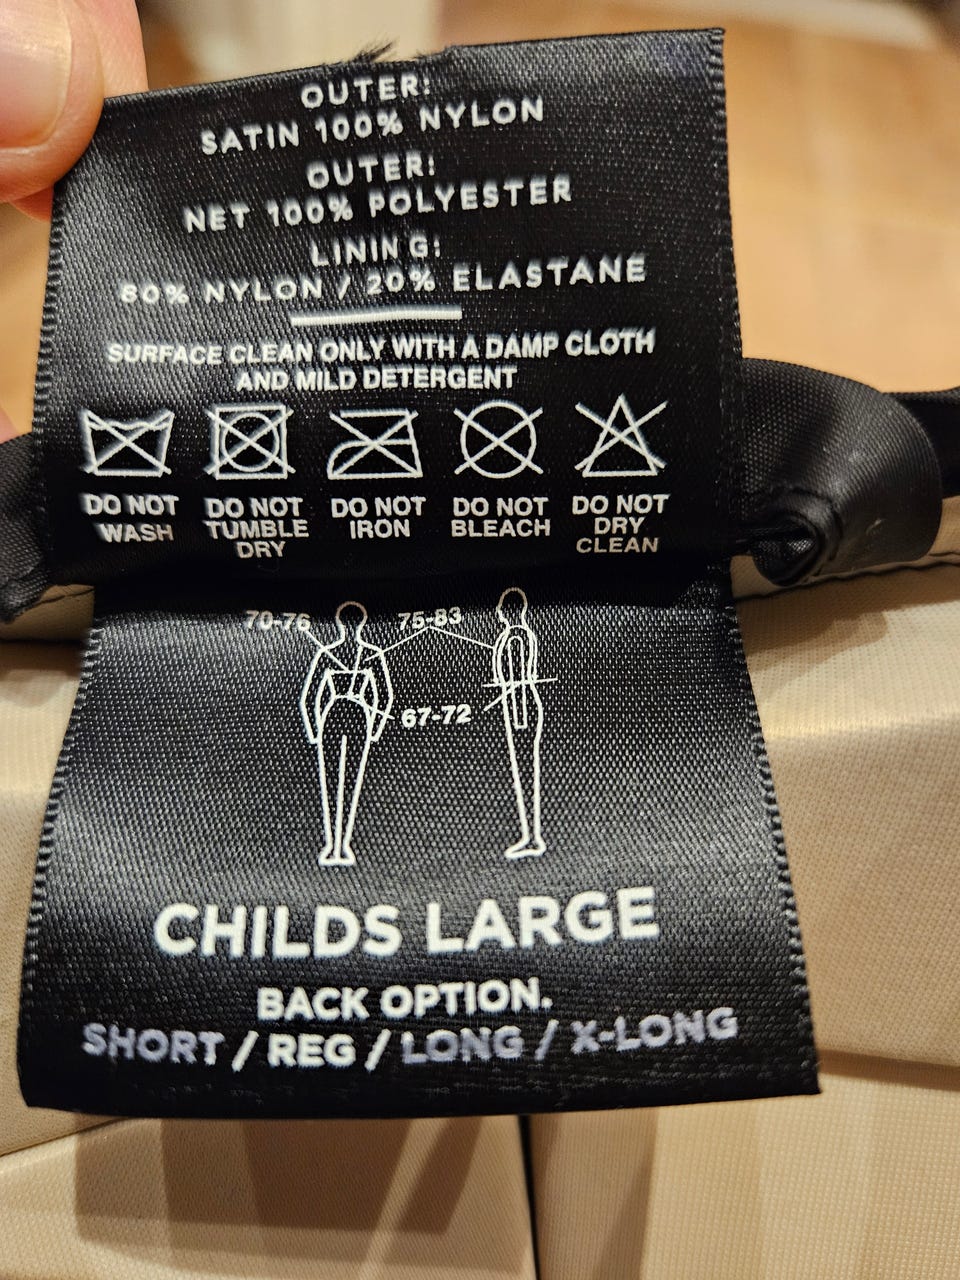 OUTER:
SATIN 100% NYLON
OUTER:
NET 100% POLYESTER
LINING:
80% NYLON / 20% ELASTANE
SURFACE CLEAN ONLY WITH A DAMP CLOTH
AND MILD DETERGENT
DO NOT WASH
DO NOT TUMBLE DRY
DO NOT IRON
DO NOT BLEACH
DO NOT DRY CLEAN
70-76 75-83
67-72
CHILDS LARGE
BACK OPTION.
SHORT / REG / LONG / X-LONG